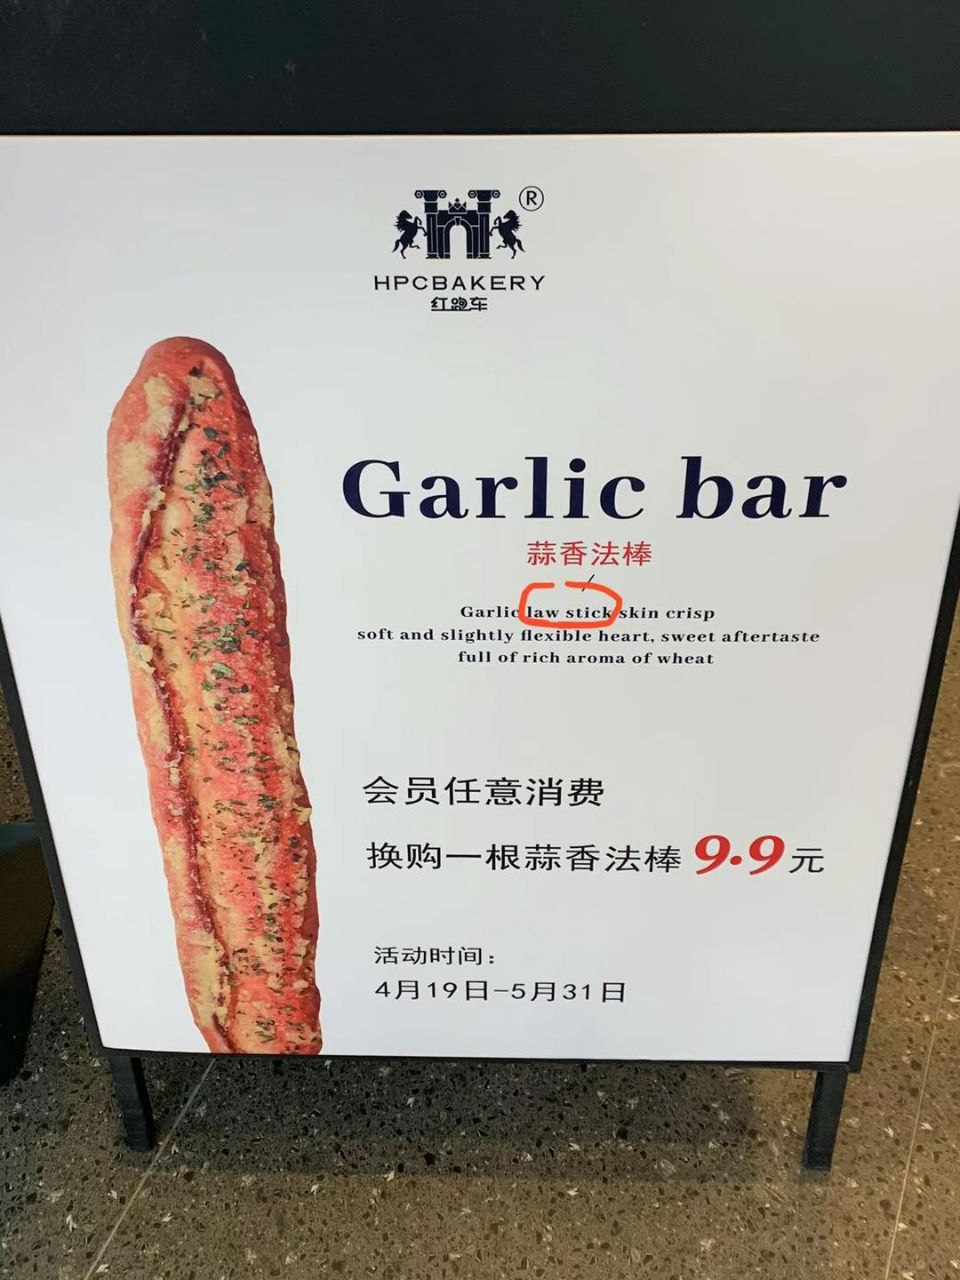 ®
HPCBAKERY
红跑车
Garlic bar
蒜香法棒
/
Garlic law stick skin crisp
soft and slightly flexible heart, sweet aftertaste
full of rich aroma of wheat
会员任意消费
换购一根蒜香法棒 9.9元
活动时间：
4月19日-5月31日